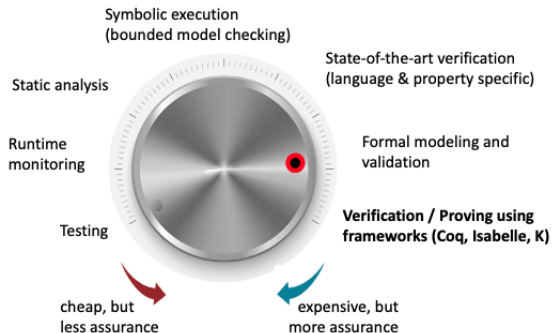 Symbolic execution
(bounded model checking)
State-of-the-art verification
(language & property specific)
Static analysis
Runtime
monitoring
Formal modeling and
validation
Testing
Verification / Proving using
frameworks (Coq, Isabelle, K)
cheap, but
less assurance
expensive, but
more assurance